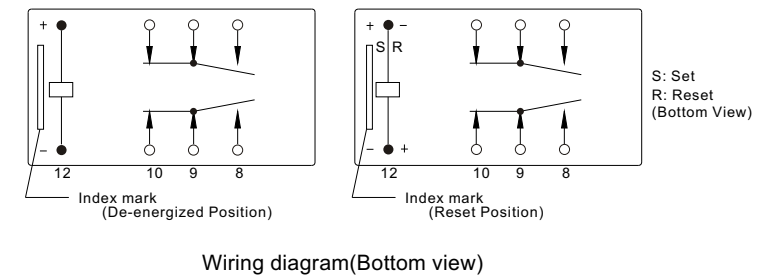 +
–
12 10 9 8
Index mark
(De-energized Position)
+ –
S R
– +
12 10 9 8
Index mark
(Reset Position)
S: Set
R: Reset
(Bottom View)
Wiring diagram(Bottom view)